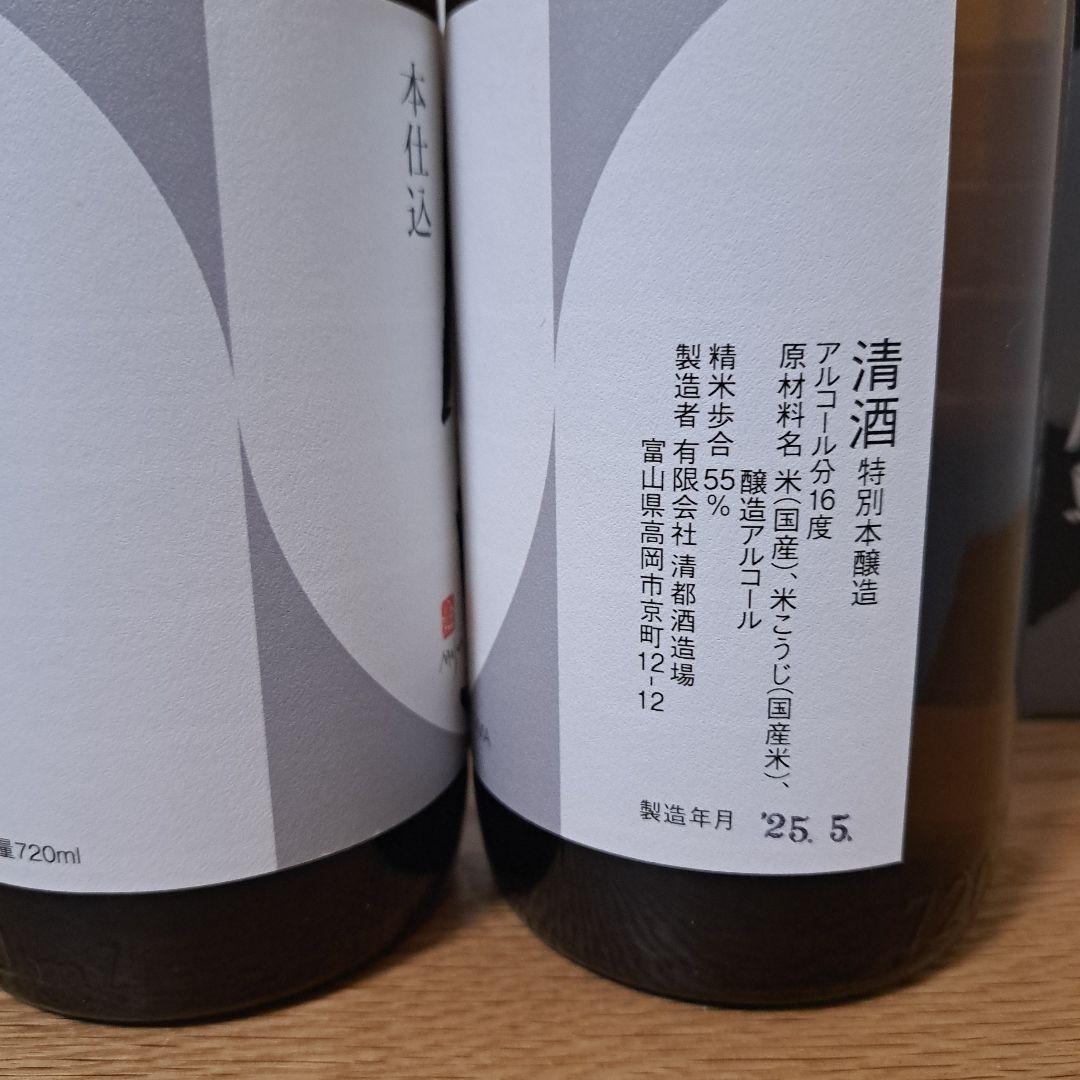 本仕込
量720ml
清酒 特別本醸造
アルコール分16度
原材料名 米(国産)、米こうじ(国産米)、
醸造アルコール
精米歩合 55%
製造者 有限会社 清都酒造場
富山県高岡市京町12-12
製造年月 '25. 5.